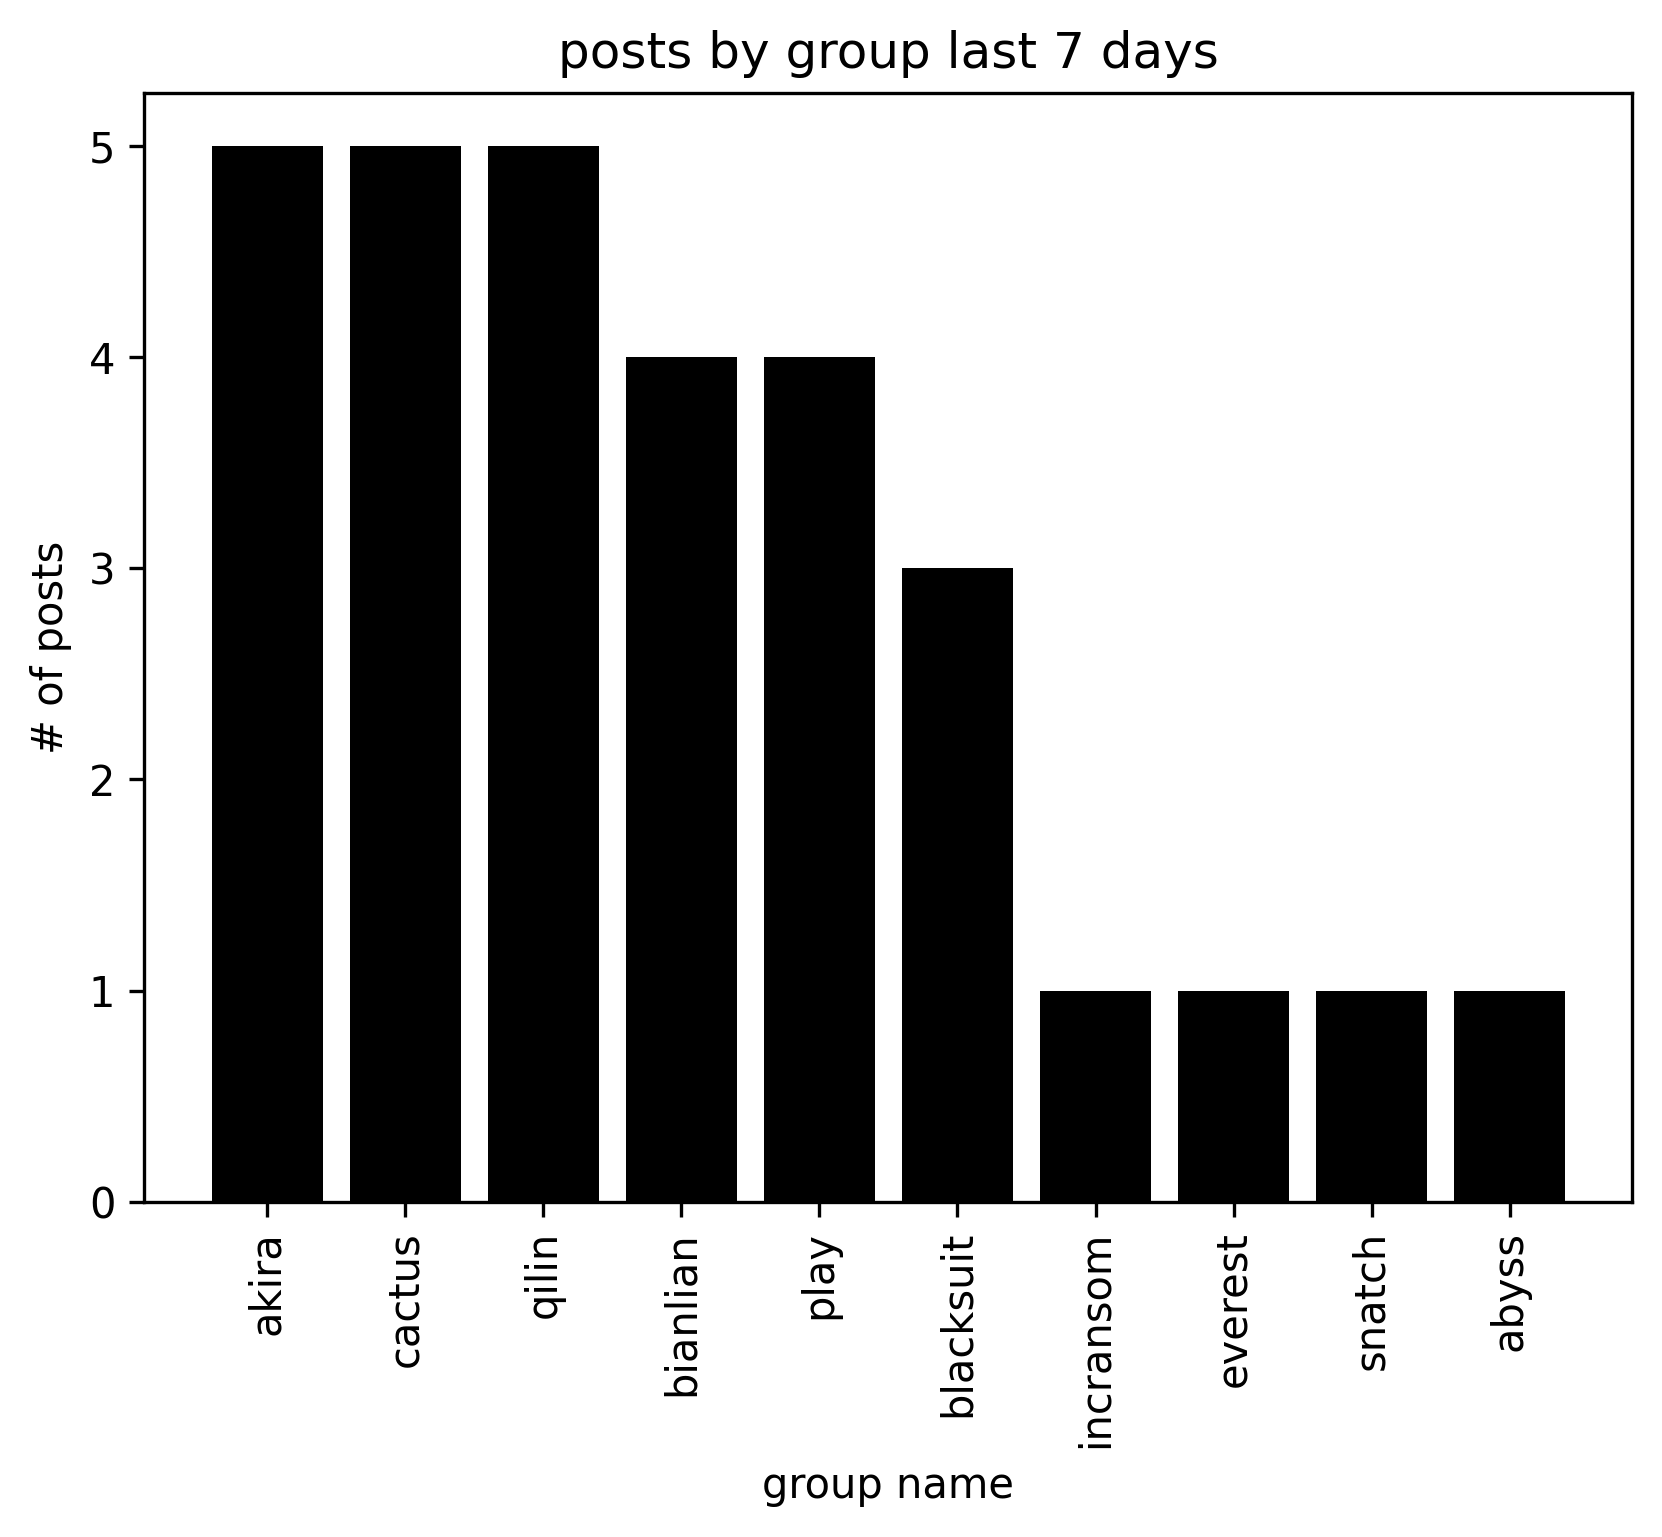 posts by group last 7 days
# of posts
5
4
3
2
1
0
akira
cactus
qilin
bianlian
play
blacksuit
incransom
everest
snatch
abyss
group name